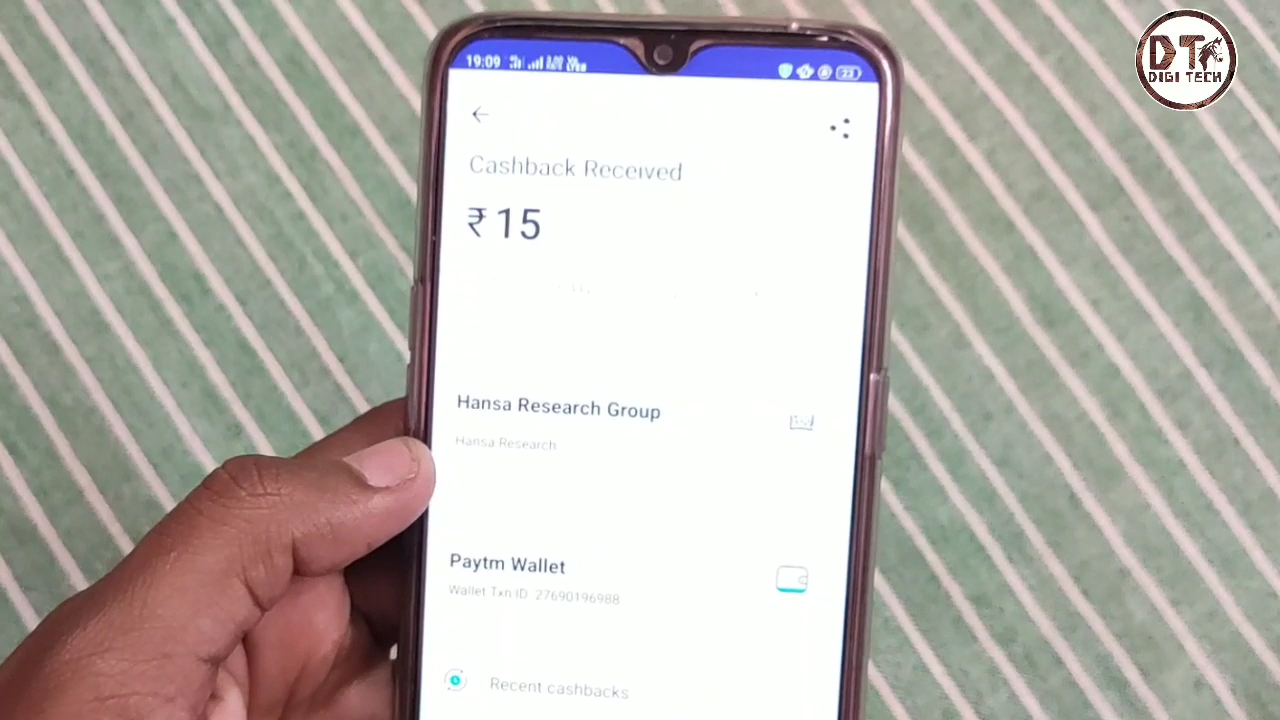 DT
DIGI TECH
19:09
23
Cashback Received
₹15
Hansa Research Group
Hansa Research
Paytm Wallet
Wallet Txn ID 27690196988
Recent cashbacks